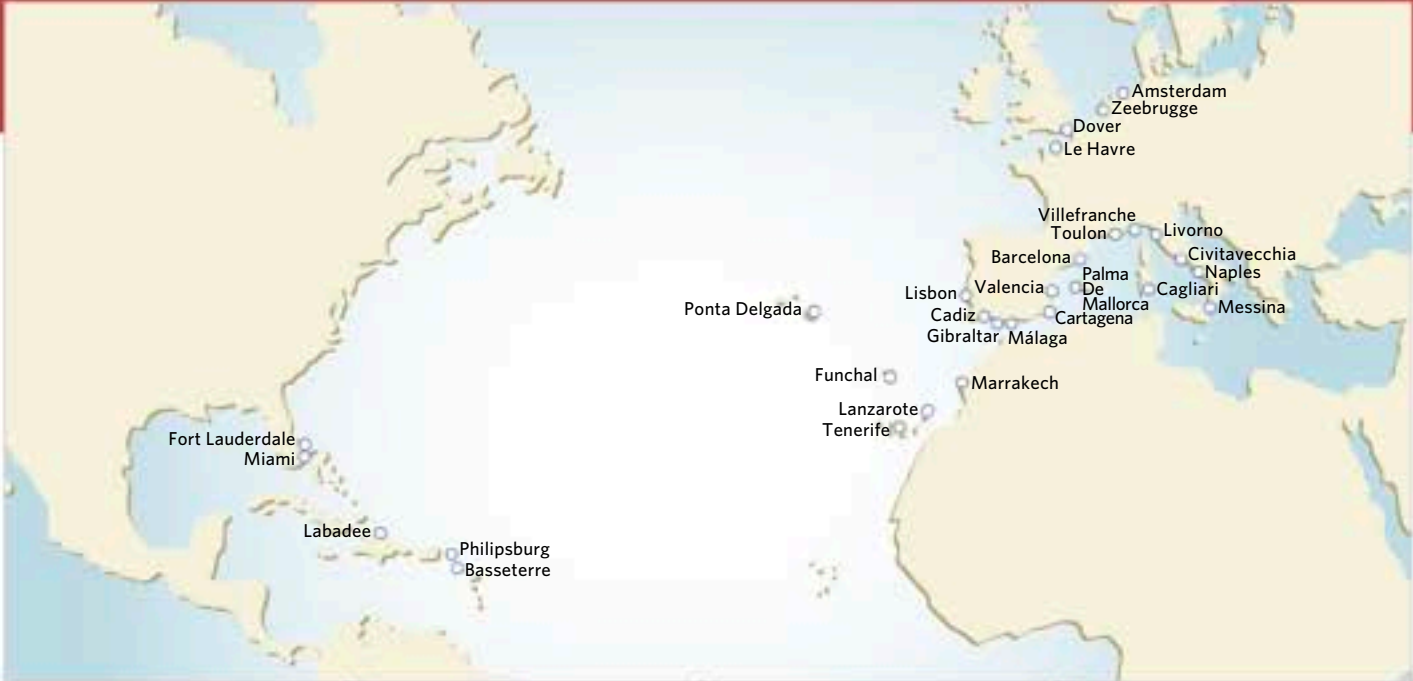 Amsterdam
Zeebrugge
Dover
Le Havre
Villefranche
Toulon
Livorno
Barcelona
Civitavecchia
Naples
Palma
De
Mallorca
Valencia
Cagliari
Lisbon
Messina
Ponta Delgada
Cadiz
Cartagena
Gibraltar
Málaga
Funchal
Marrakech
Lanzarote
Tenerife
Fort Lauderdale
Miami
Labadee
Philipsburg
Basseterre